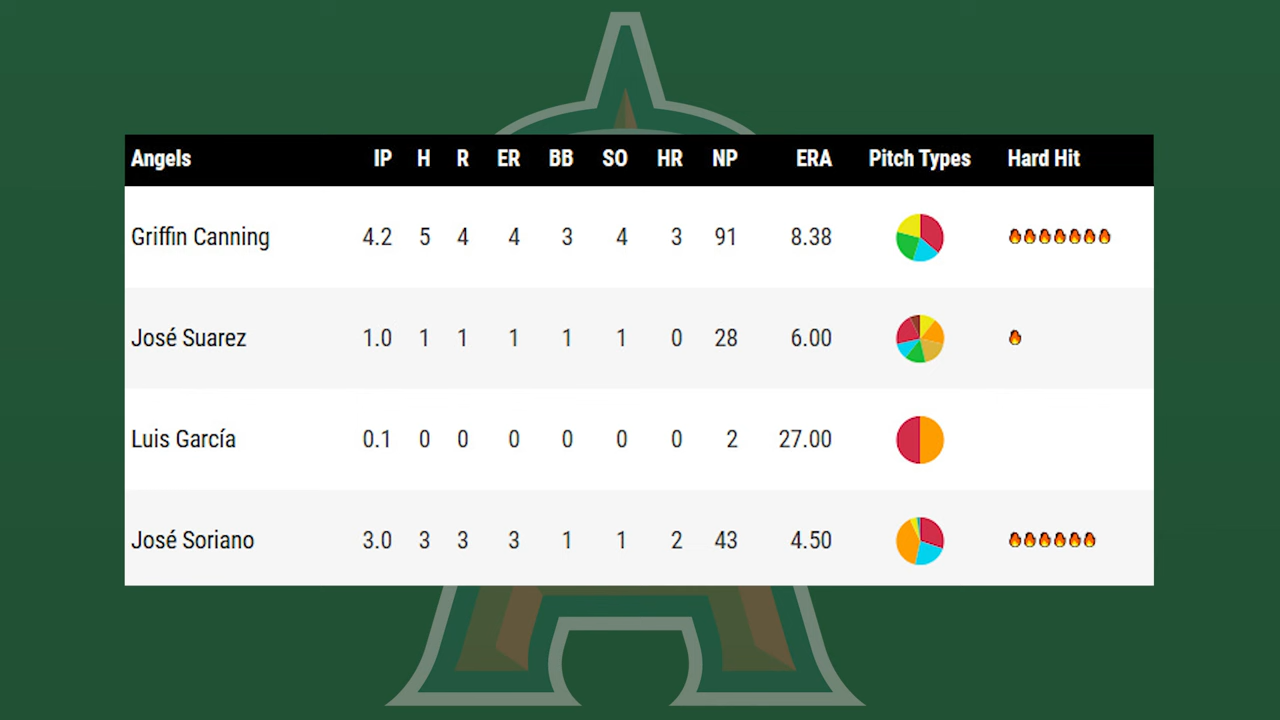 Angels IP H R ER BB SO HR NP ERA Pitch Types Hard Hit
Griffin Canning 4.2 5 4 4 3 4 3 91 8.38
José Suarez 1.0 1 1 1 1 1 0 28 6.00
Luis García 0.1 0 0 0 0 0 0 2 27.00
José Soriano 3.0 3 3 3 1 1 2 43 4.50